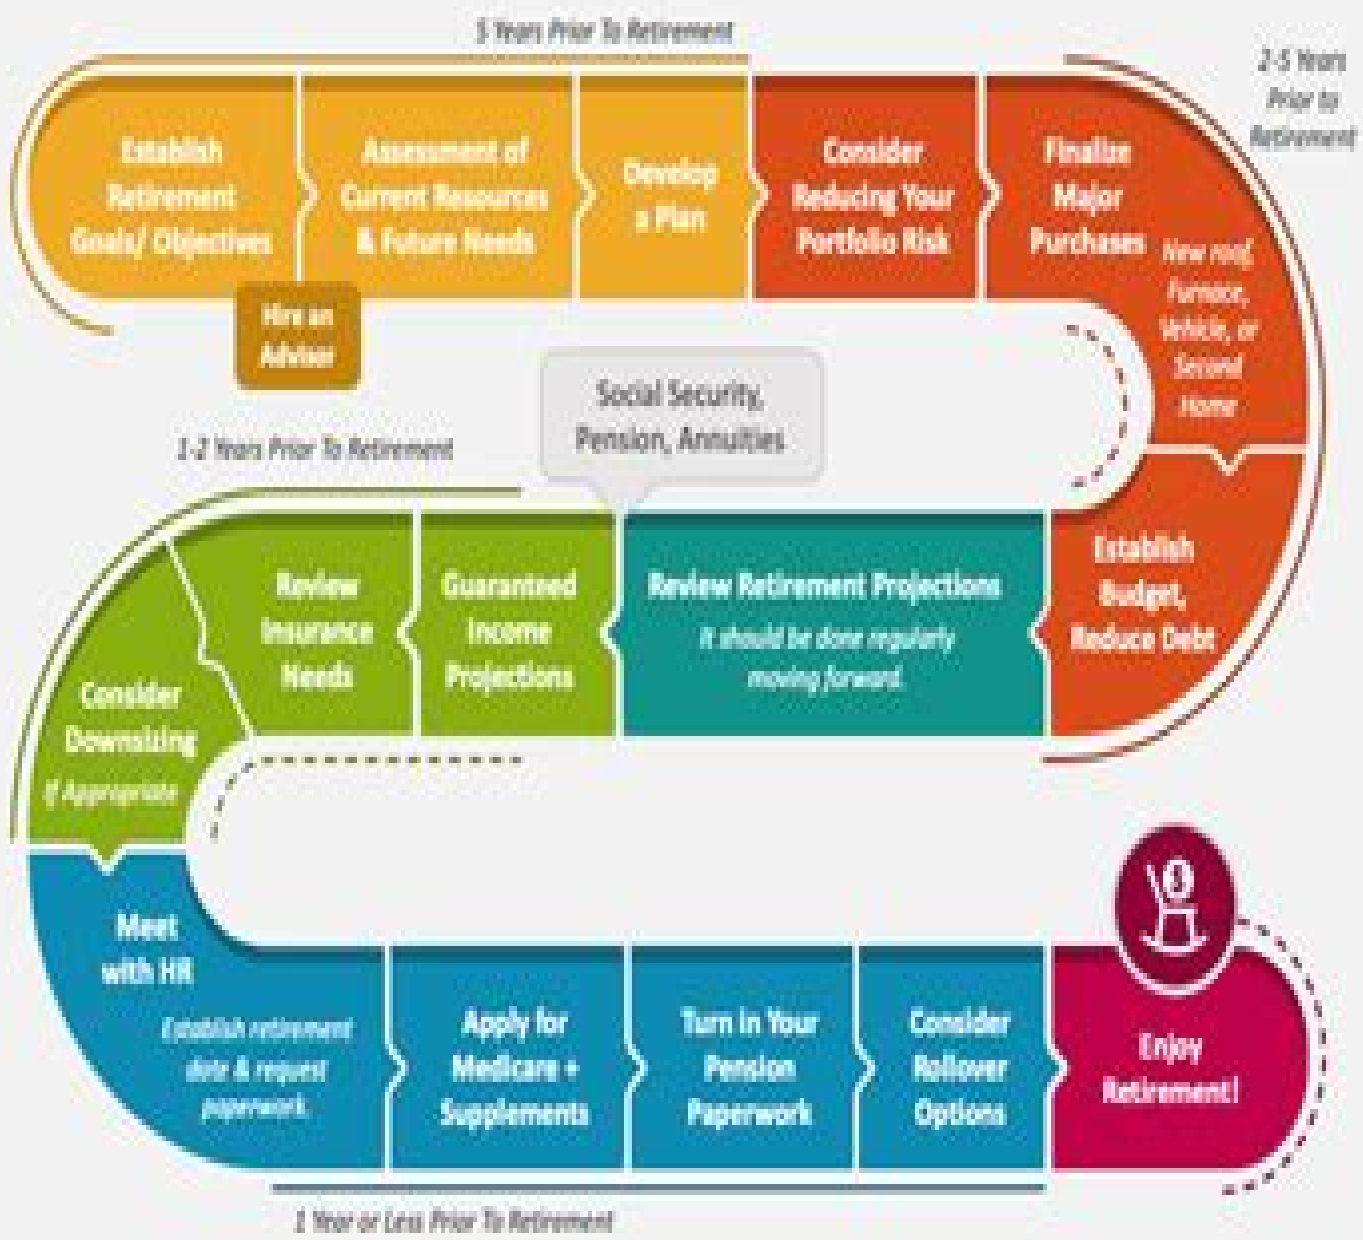 5 Years Prior To Retirement
2-5 Years
Prior to
Retirement
Establish
Retirement
Goals/ Objectives
Hire an
Advisor
Assessment of
Current Resources
& Future Needs
Develop
a Plan
Consider
Reducing Your
Portfolio Risk
Finalize
Major
Purchases
New roof,
Furnace,
Vehicle, or
Second
Home
Establish
Budget,
Reduce Debt
Review Retirement Projections
It should be done regularly
moving forward.
Social Security,
Pension, Annuities
1-2 Years Prior To Retirement
Guaranteed
Income
Projections
Review
Insurance
Needs
Consider
Downsizing
If Appropriate
Meet
with HR
Establish retirement
date & request
paperwork.
Apply for
Medicare +
Supplements
Turn in Your
Pension
Paperwork
Consider
Rollover
Options
Enjoy
Retirement!
1 Year or Less Prior To Retirement